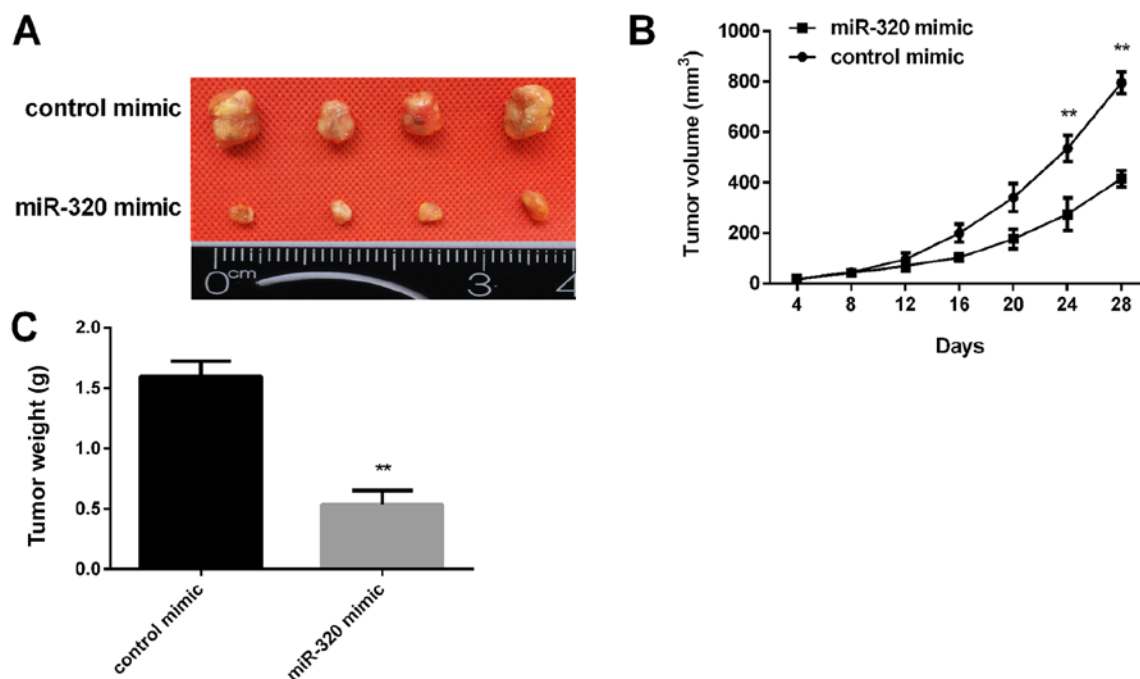 A
control mimic
miR-320 mimic
0 cm 3 4
B
miR-320 mimic
control mimic
Tumor volume (mm³)
1000
800
600
400
200
0
**
**
4 8 12 16 20 24 28
Days
C
Tumor weight (g)
2.0
1.5
1.0
0.5
0.0
**
control mimic
miR-320 mimic